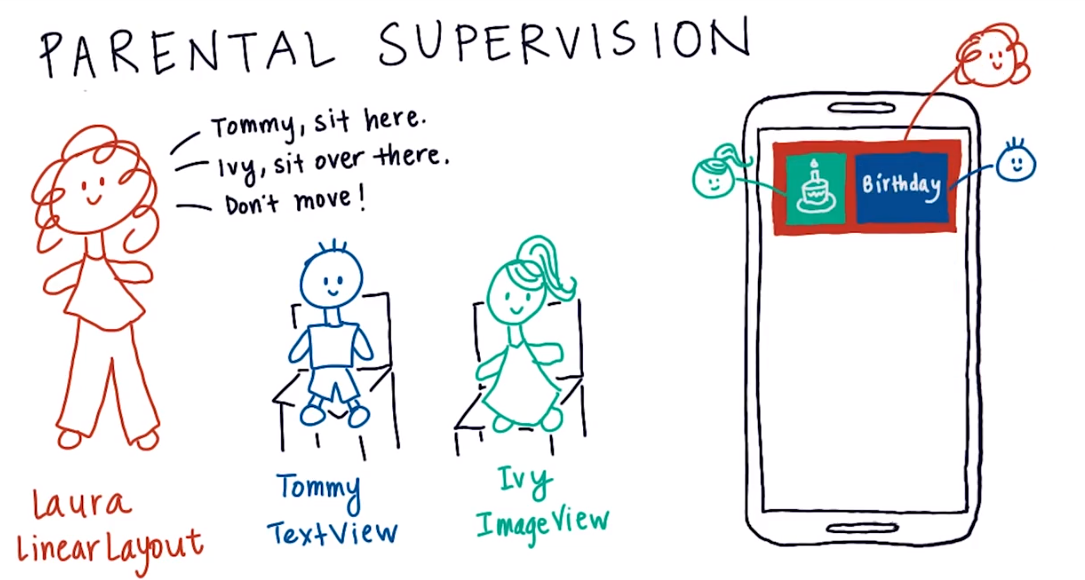 PARENTAL SUPERVISION
Tommy, sit here.
Ivy, sit over there.
Don't move!
Birthday
Laura
LinearLayout
Tommy
TextView
Ivy
ImageView